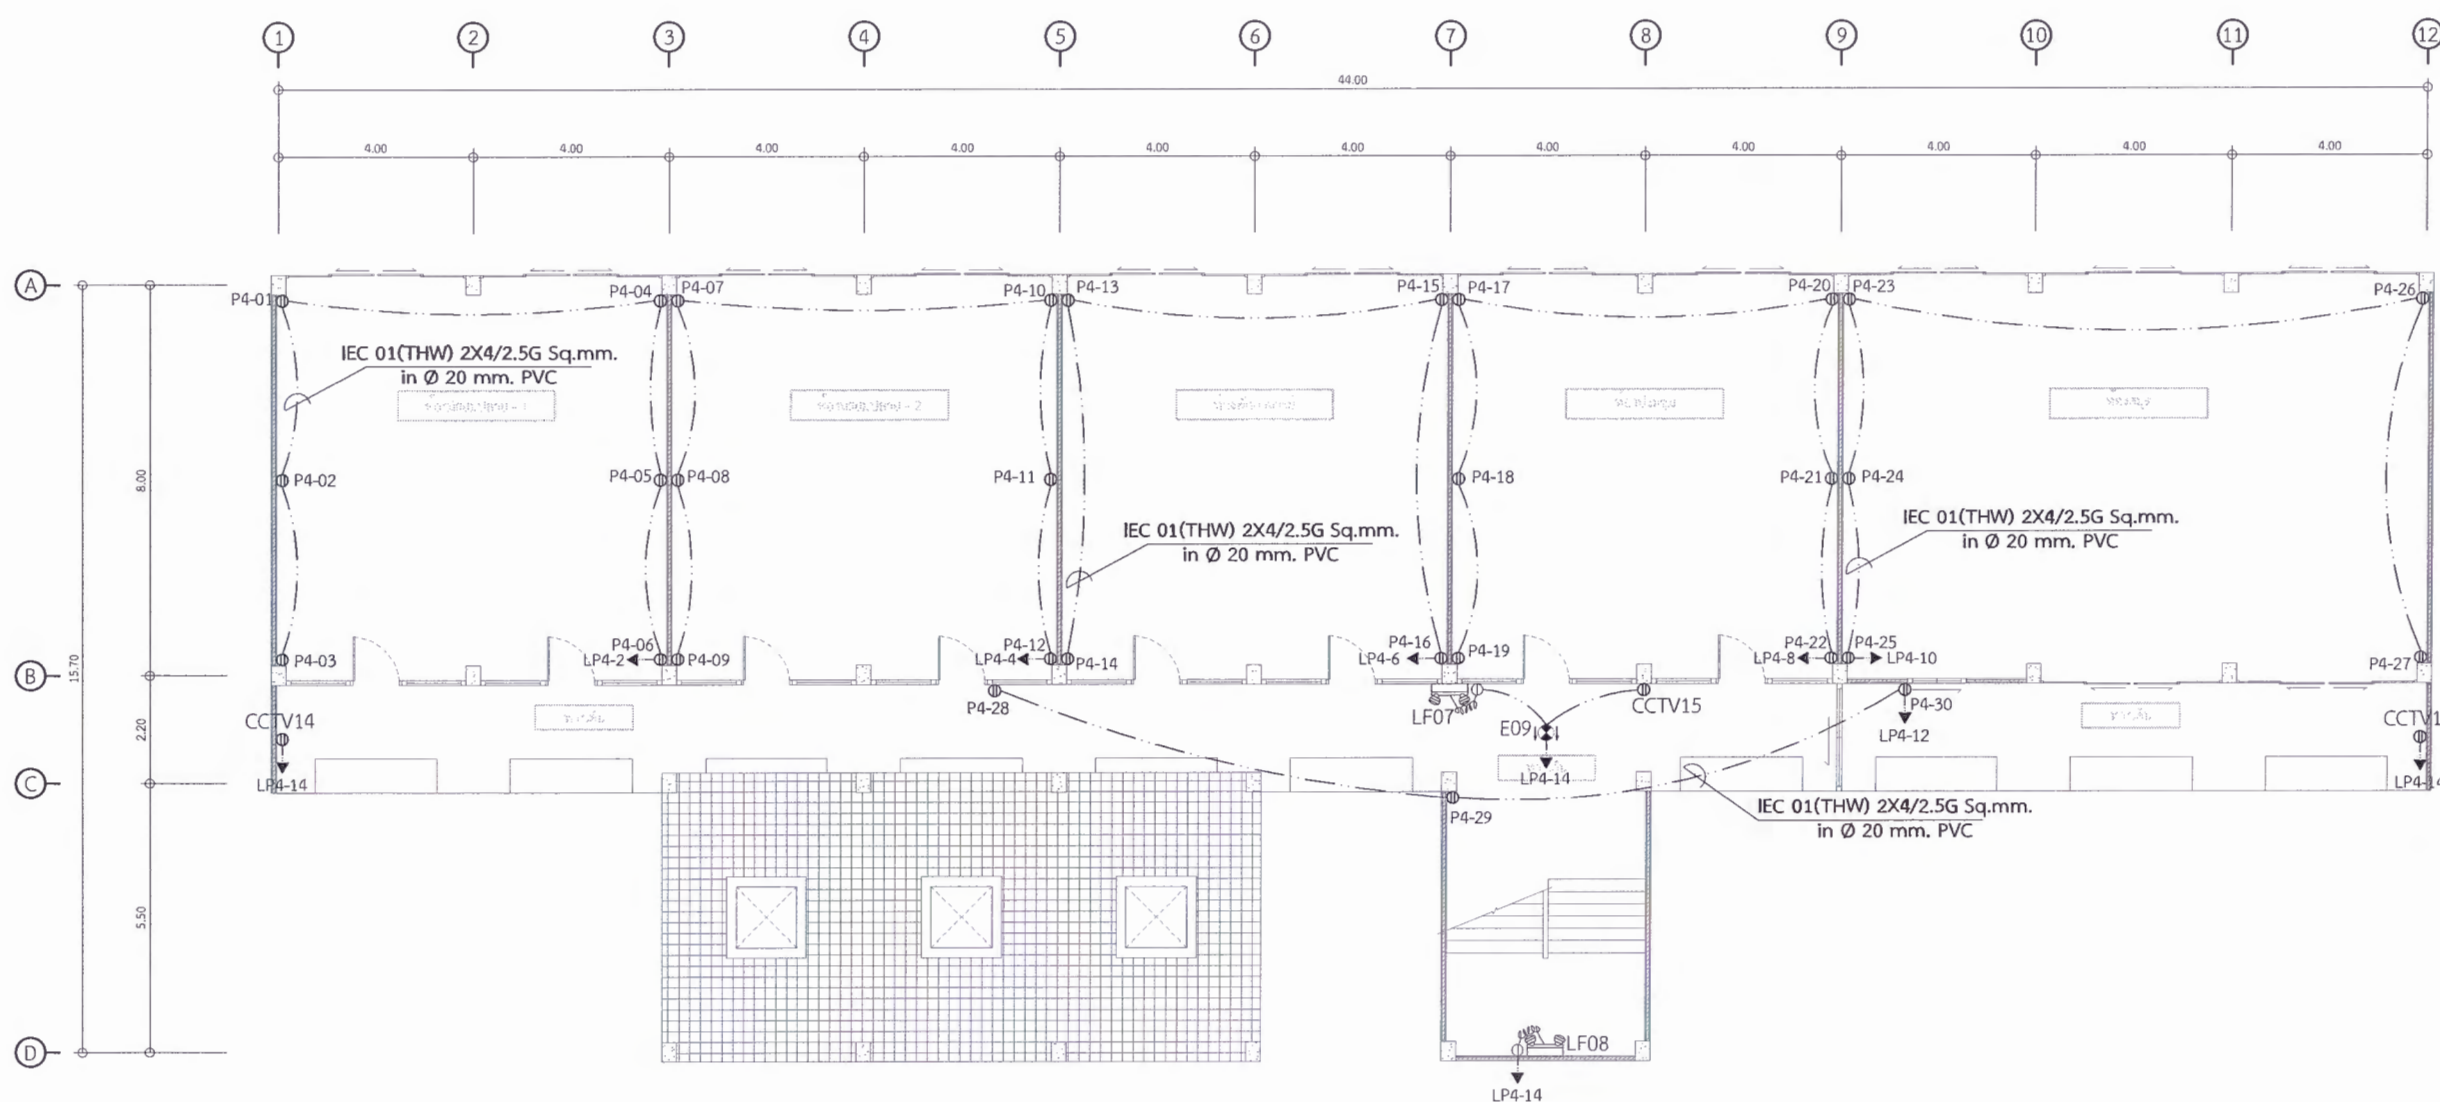 1 2 3 4 5 6 7 8 9 10 11 12
44.00
4.00 4.00 4.00 4.00 4.00 4.00 4.00 4.00 4.00 4.00 4.00
A
P4-01 P4-04 P4-07 P4-10 P4-13 P4-15 P4-17 P4-20 P4-23 P4-26
IEC 01(THW) 2X4/2.5G Sq.mm.
in Ø 20 mm. PVC
8.00
P4-02 P4-05 P4-08 P4-11 P4-18 P4-21 P4-24
IEC 01(THW) 2X4/2.5G Sq.mm.
in Ø 20 mm. PVC
IEC 01(THW) 2X4/2.5G Sq.mm.
in Ø 20 mm. PVC
P4-06 P4-12 P4-16 P4-22 P4-25
P4-03 LP4-2 P4-09 LP4-4 P4-14 LP4-6 P4-19 LP4-8 LP4-10 P4-27
B
15.70
P4-28 P4-30
CCTV14 LF07 CCTV15 CCTV1
2.20
E09 LP4-12
C
LP4-14 LP4-14 LP4-14
P4-29
IEC 01(THW) 2X4/2.5G Sq.mm.
in Ø 20 mm. PVC
5.50
D
LF08
LP4-14